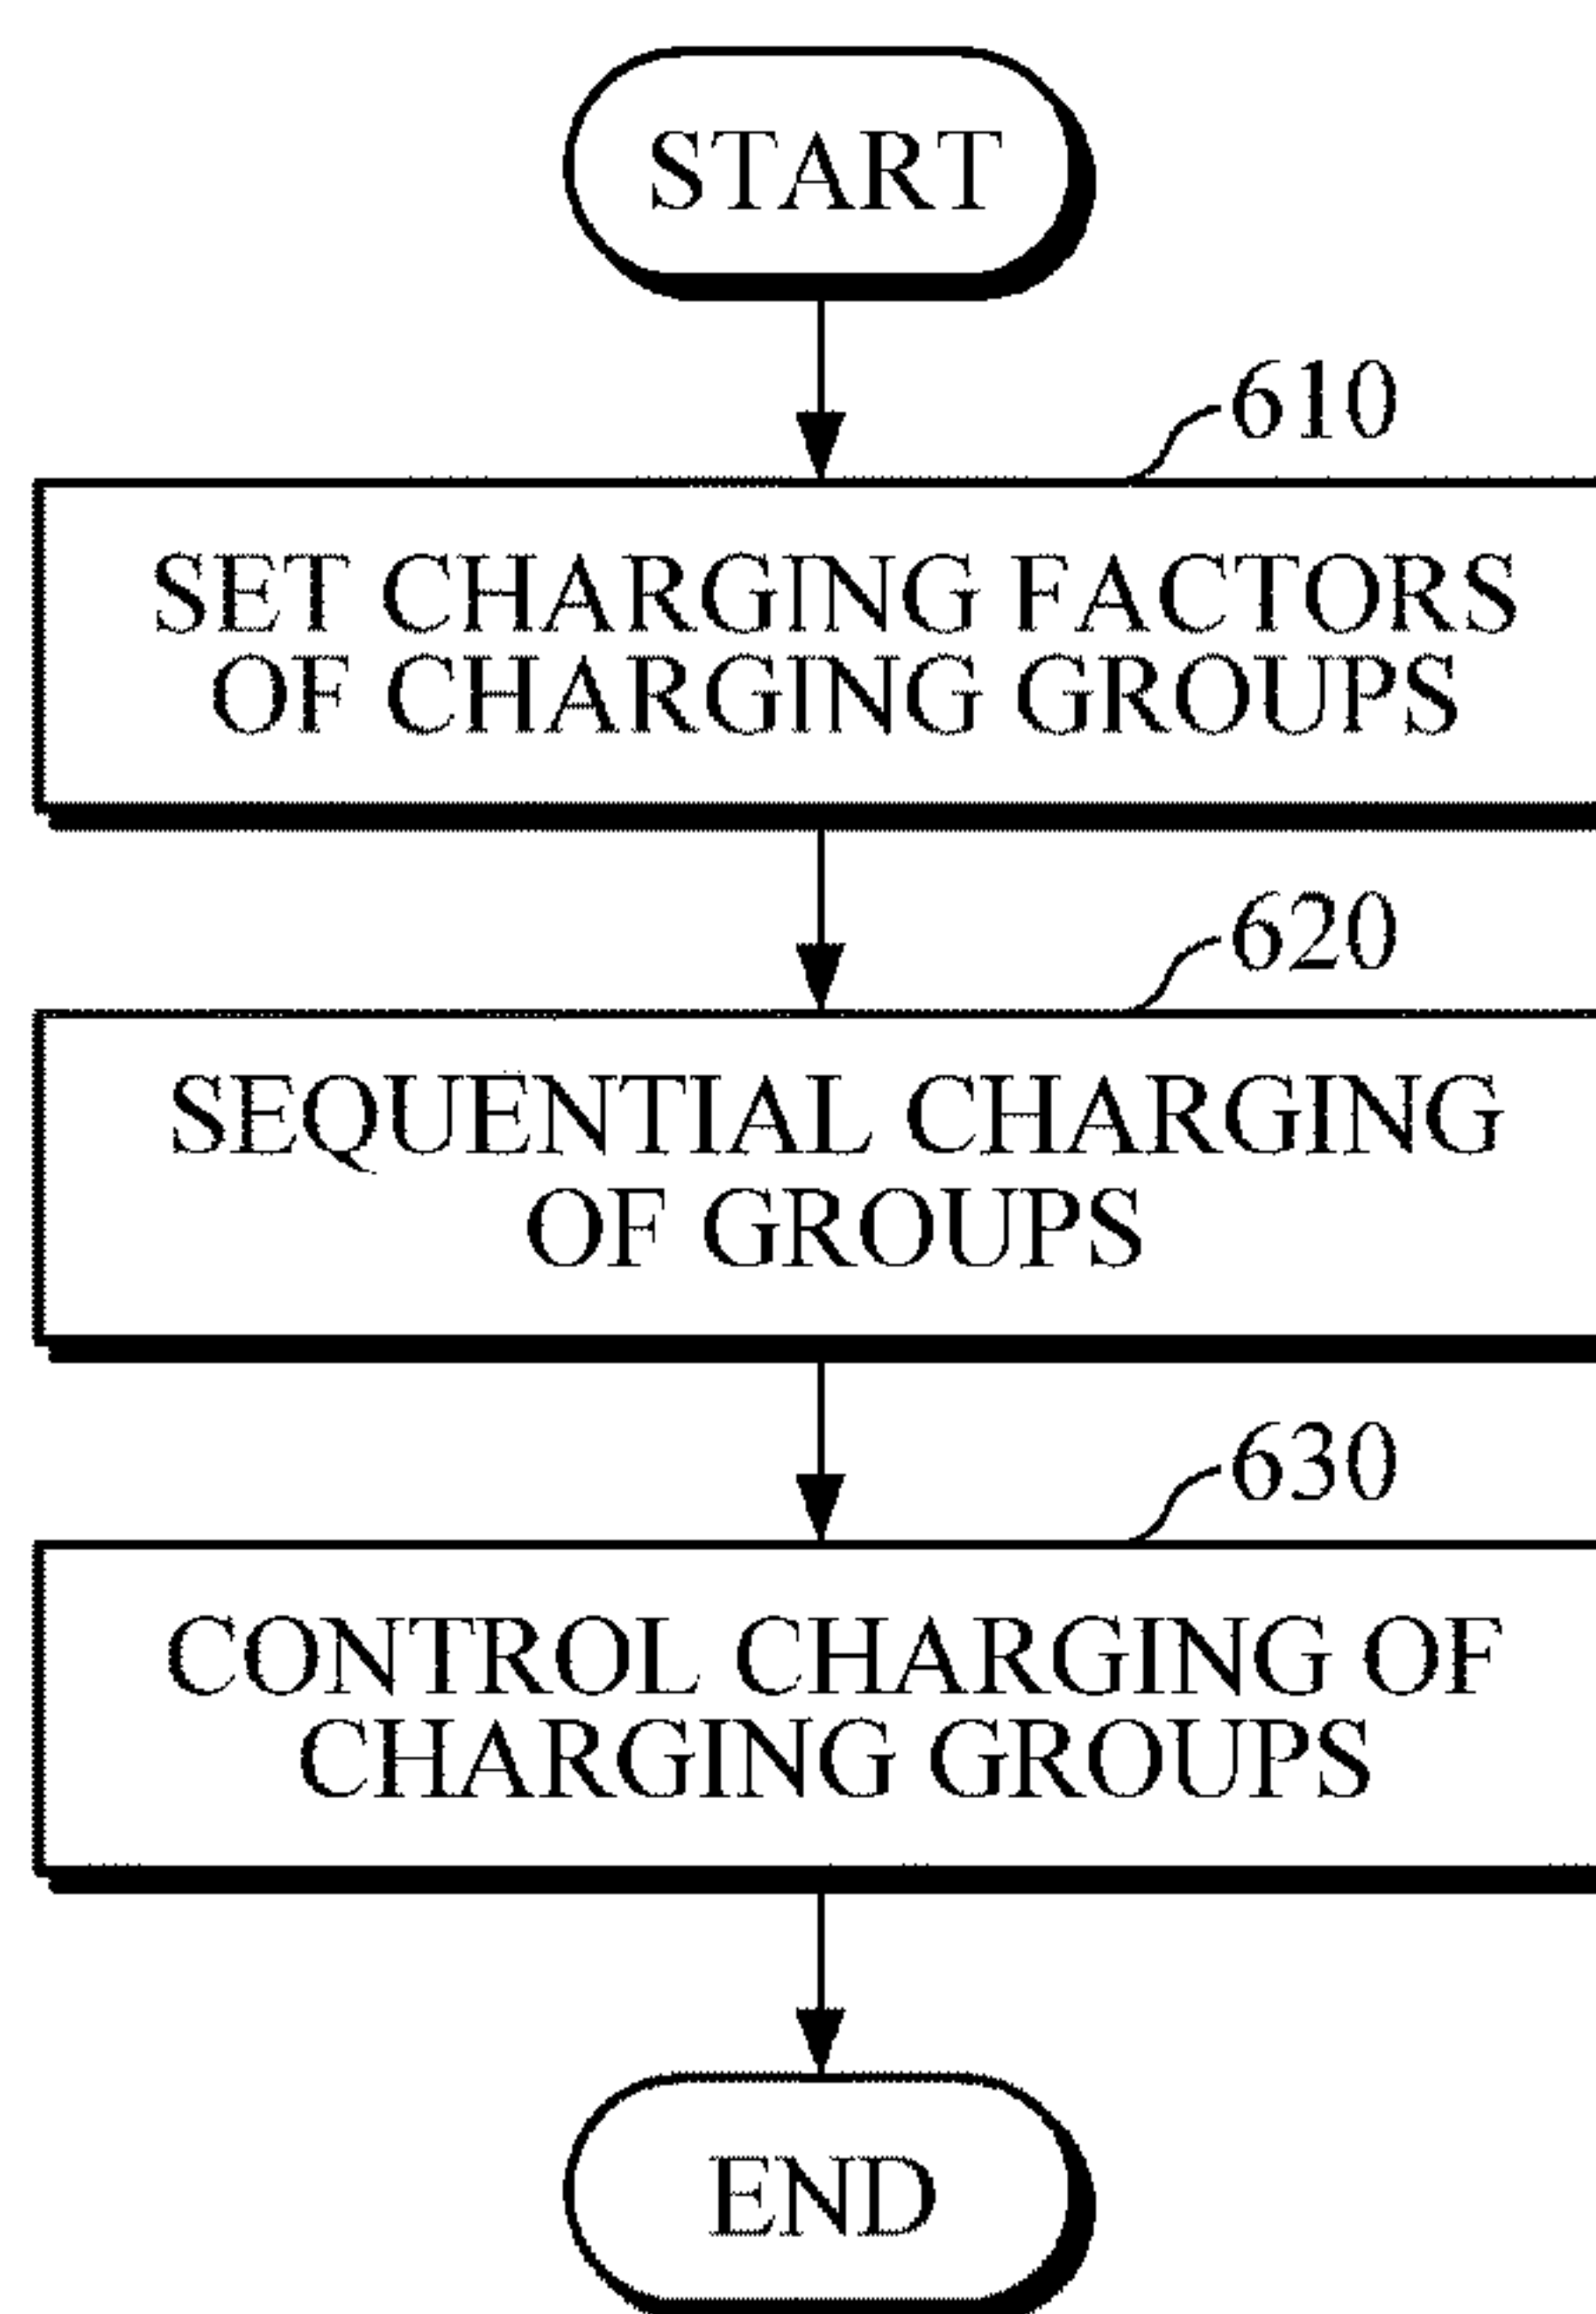 START
610
SET CHARGING FACTORS
OF CHARGING GROUPS
620
SEQUENTIAL CHARGING
OF GROUPS
630
CONTROL CHARGING OF
CHARGING GROUPS
END